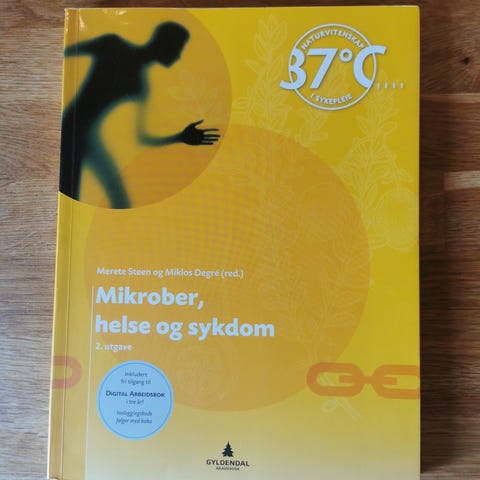 NATURVITENSKAP
37°C
I SYKEPLEIE
Merete Steen og Miklos Degré (red.)
Mikrober,
helse og sykdom
2. utgave
Inkludert
fri tilgang til
DIGITAL ARBEIDSBOK
i tre år!
Innloggingskode
følger med boka
GYLDENDAL
AKADEMISK